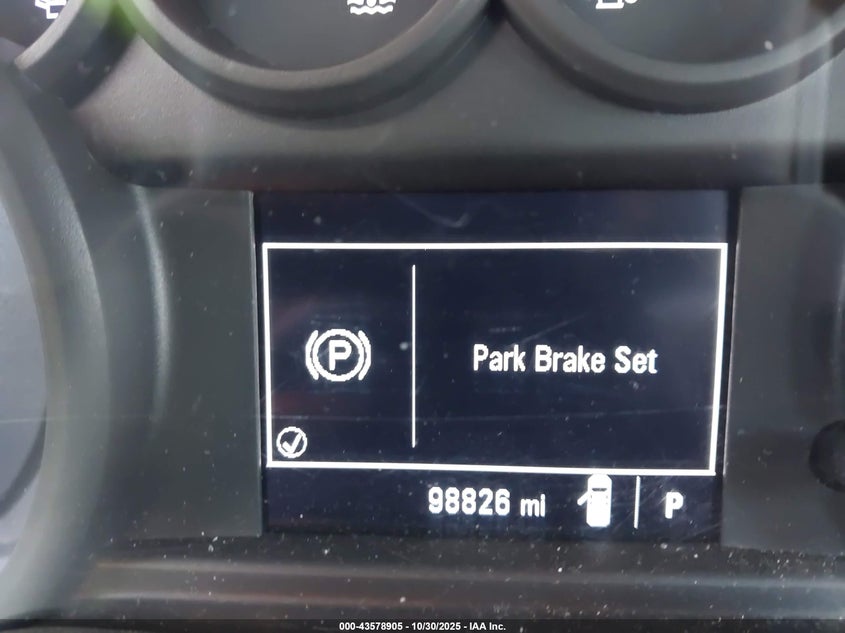 P
Park Brake Set
98826 mi
P
000-43578905 - 10/30/2025 - IAA Inc.